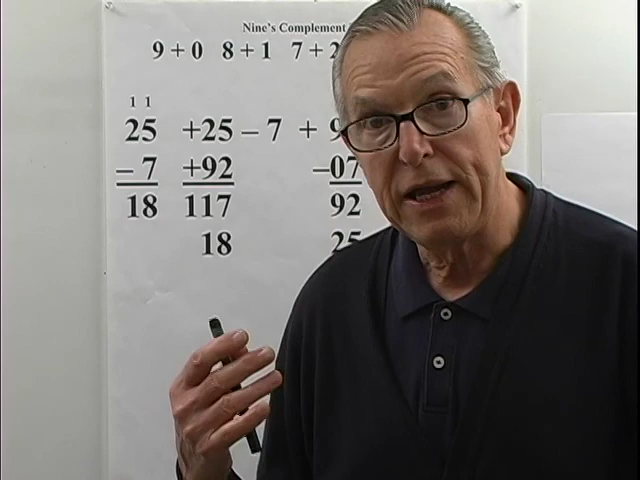 Nine's Complement
9 + 0 8 + 1 7 + 2
1 1
25 +25 – 7 + 9
– 7 +92 –07
18 117 92
18 25